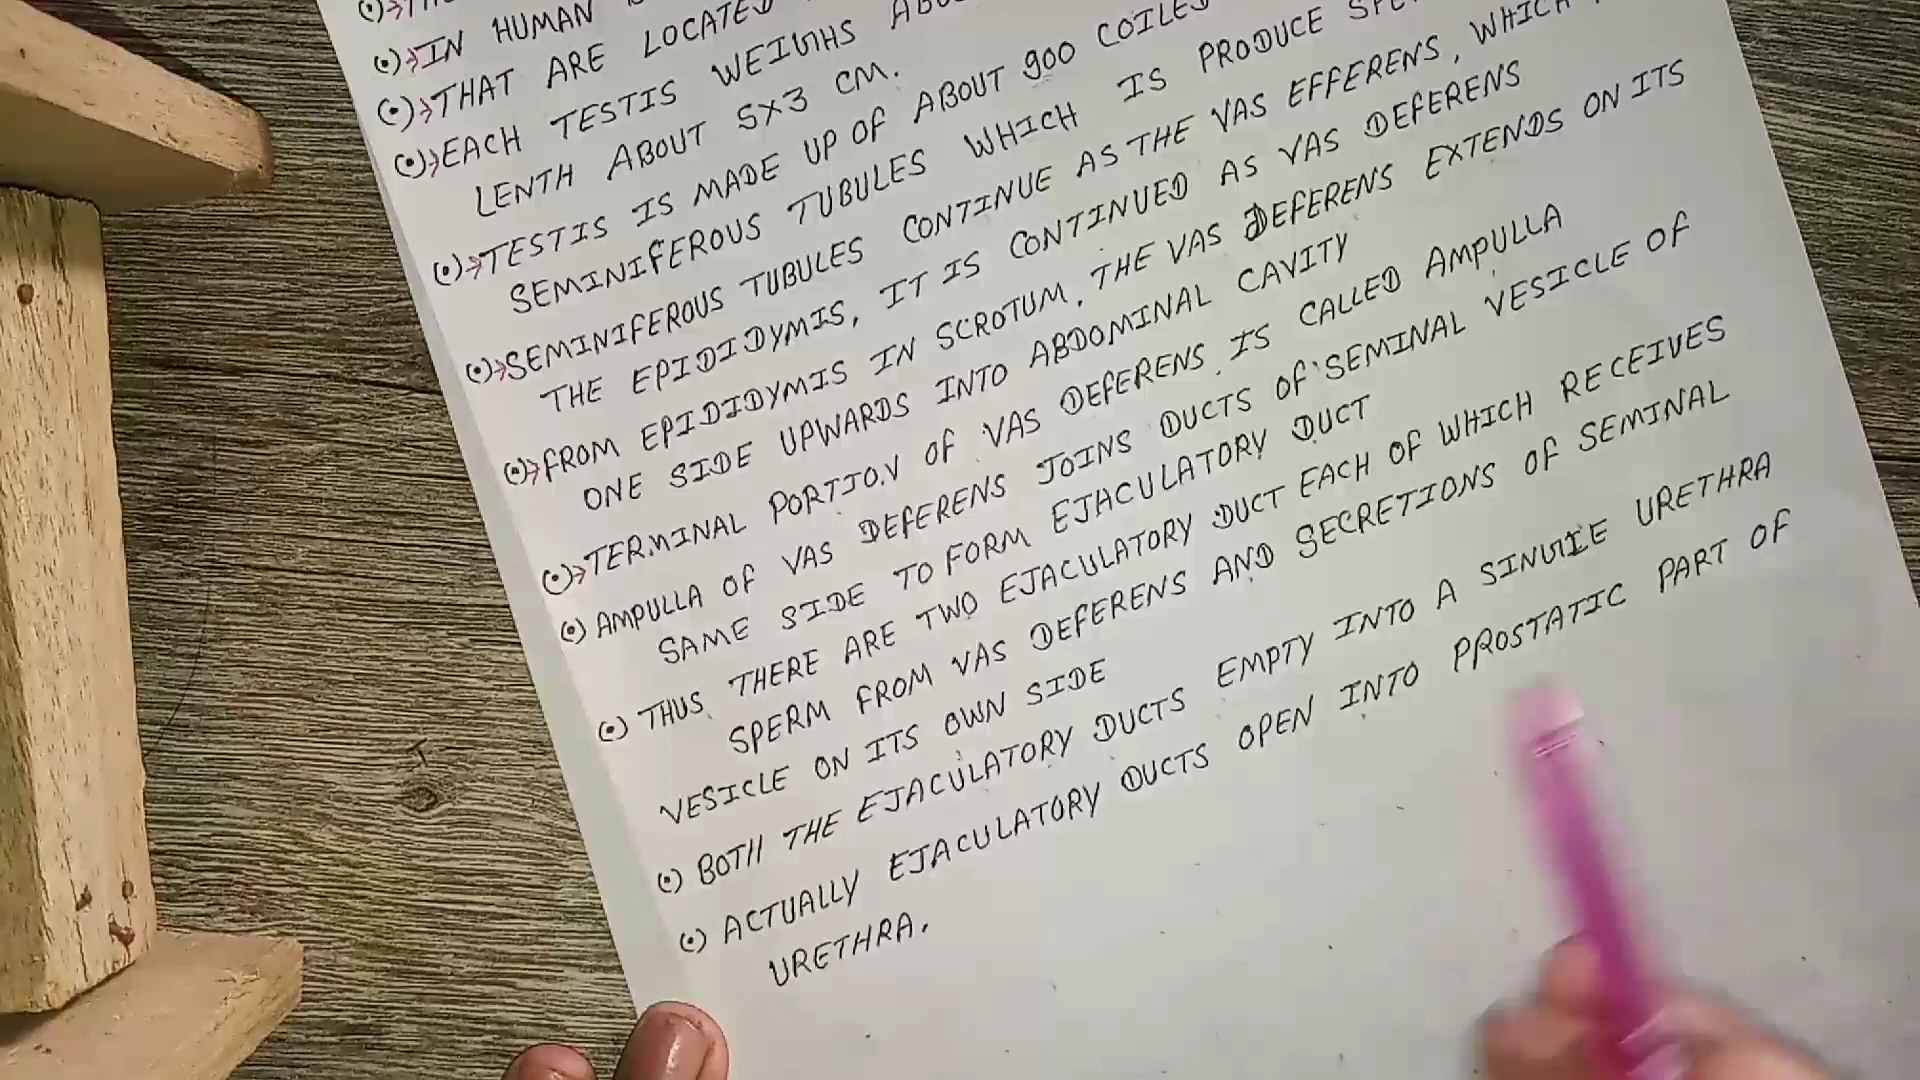 (•)→
(•)→IN HUMAN
(•)→THAT ARE LOCATED
(•)→EACH TESTIS WEIGHS
LENTH ABOUT 5X3 CM.
(•)→TESTIS IS MADE UP OF ABOUT 900 COILED
SEMINIFEROUS TUBULES WHICH IS PRODUCE
(•)→SEMINIFEROUS TUBULES CONTINUE AS THE VAS EFFERENS, WHICH
THE EPIDIDYMIS, IT IS CONTINUED AS VAS DEFERENS
(•)→FROM EPIDIDYMIS IN SCROTUM. THE VAS DEFERENS EXTENDS ON ITS
ONE SIDE UPWARDS INTO ABDOMINAL CAVITY
(•)→TERMINAL PORTION OF VAS DEFERENS IS CALLED AMPULLA
(•) AMPULLA OF VAS DEFERENS JOINS DUCTS OF SEMINAL VESICLE OF
SAME SIDE TO FORM EJACULATORY DUCT
(•) THUS THERE ARE TWO EJACULATORY DUCT EACH OF WHICH RECEIVES
SPERM FROM VAS DEFERENS AND SECRETIONS OF SEMINAL
VESICLE ON ITS OWN SIDE
(•) BOTH THE EJACULATORY DUCTS EMPTY INTO A SINGLE URETHRA
(•) ACTUALLY EJACULATORY DUCTS OPEN INTO PROSTATIC PART OF
URETHRA.